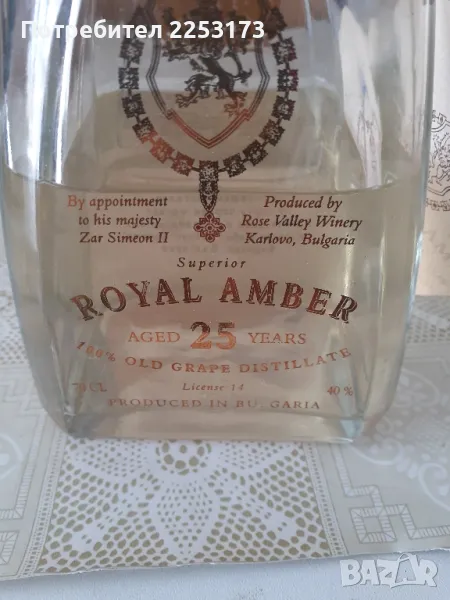 Потребител 2253173
By appointment
to his majesty
Zar Simeon II
Produced by
Rose Valley Winery
Karlovo, Bulgaria
Superior
ROYAL AMBER
AGED 25 YEARS
100% OLD GRAPE DISTILLATE
70 CL
License 14
40%
PRODUCED IN BULGARIA
BAZAR